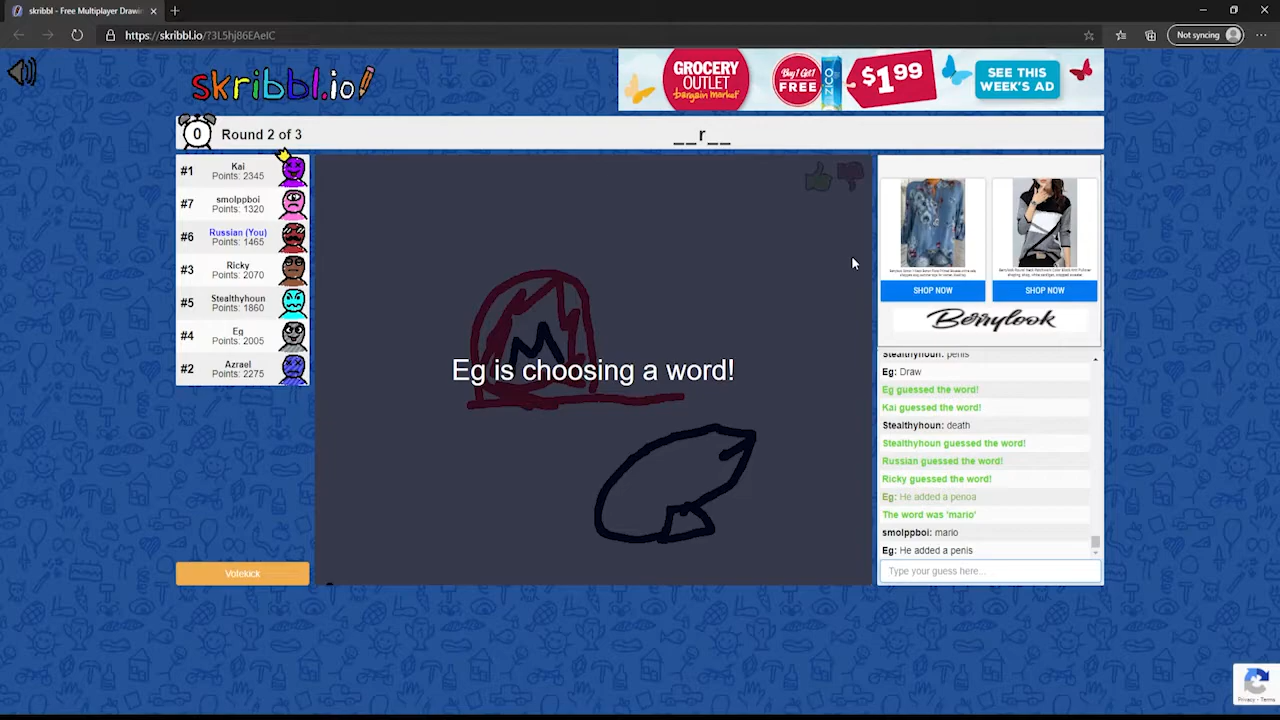 skribbl - Free Multiplayer Drawi
https://skribbl.io/?3L5hj86EAeIC
Not syncing
skribbl.io
GROCERY
OUTLET
bargain market
Buy 1 Get 1
FREE
ZICO
$1.99
SEE THIS
WEEK'S AD
0
Round 2 of 3
__r__
#1
Kai
Points: 2345
#7
smolppboi
Points: 1320
#6
Russian (You)
Points: 1465
#3
Ricky
Points: 2070
#5
Stealthyhoun
Points: 1860
#4
Eg
Points: 2005
#2
Azrael
Points: 2275
Votekick
M
Eg is choosing a word!
SHOP NOW
SHOP NOW
Berrylook
Stealthyhoun: penis
Eg: Draw
Eg guessed the word!
Kai guessed the word!
Stealthyhoun: death
Stealthyhoun guessed the word!
Russian guessed the word!
Ricky guessed the word!
Eg: He added a penoa
The word was 'mario'
smolppboi: mario
Eg: He added a penis
Type your guess here...
Privacy - Terms